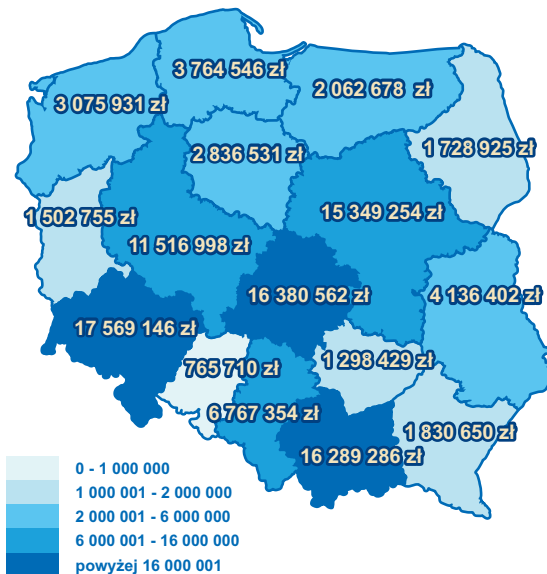 3 764 546 zł
2 062 678 zł
3 075 931 zł
2 836 531 zł
1 728 925 zł
1 502 755 zł
15 349 254 zł
11 516 998 zł
16 380 562 zł
4 136 402 zł
17 569 146 zł
1 298 429 zł
765 710 zł
6 767 354 zł
1 830 650 zł
16 289 286 zł
0 - 1 000 000
1 000 001 - 2 000 000
2 000 001 - 6 000 000
6 000 001 - 16 000 000
powyżej 16 000 001